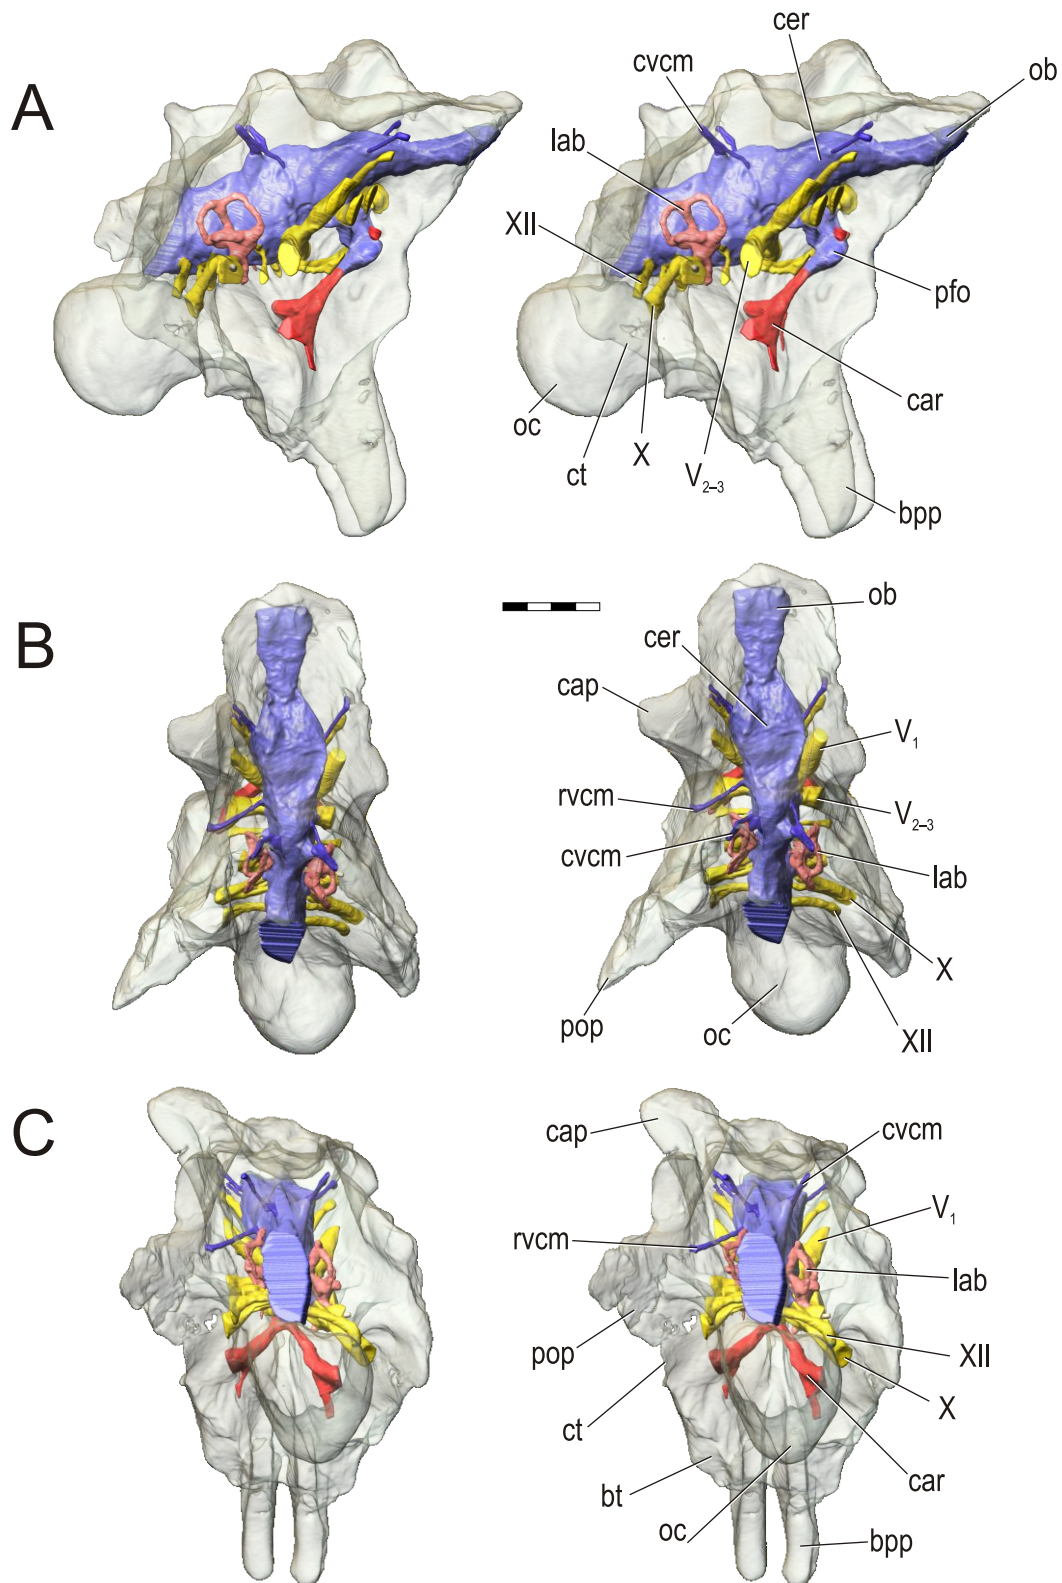 A
cer
cvcm
ob
lab
XII
pfo
car
oc
X
ct
V2–3
bpp
B
ob
cer
cap
V1
rvcm
V2–3
cvcm
lab
X
pop
oc
XII
C
cap
cvcm
V1
rvcm
lab
pop
XII
ct
X
car
bt
oc
bpp